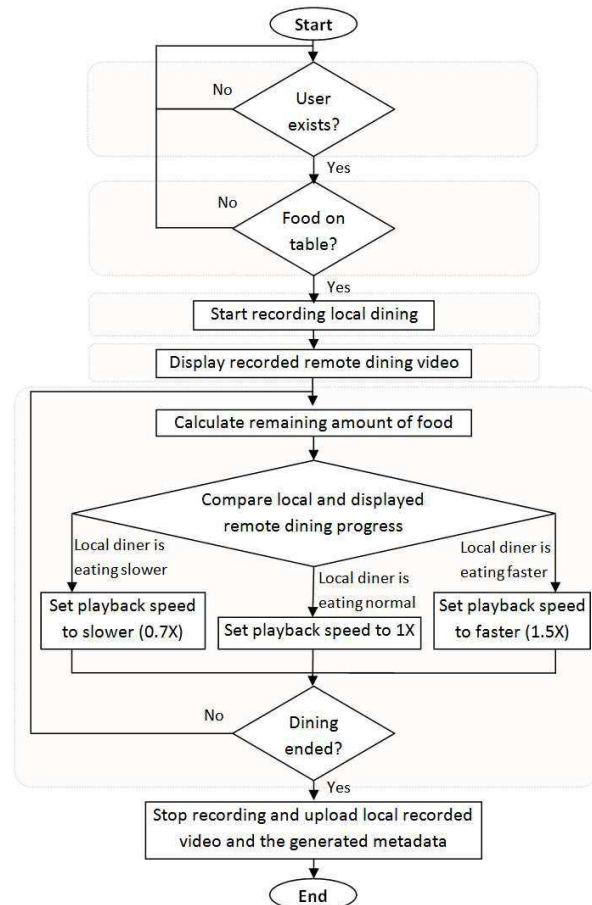 Start
No
User
exists?
Yes
No
Food on
table?
Yes
Start recording local dining
Display recorded remote dining video
Calculate remaining amount of food
Compare local and displayed
remote dining progress
Local diner is
eating slower
Local diner is
eating normal
Local diner is
eating faster
Set playback speed
to slower (0.7X)
Set playback speed to 1X
Set playback speed
to faster (1.5X)
No
Dining
ended?
Yes
Stop recording and upload local recorded
video and the generated metadata
End